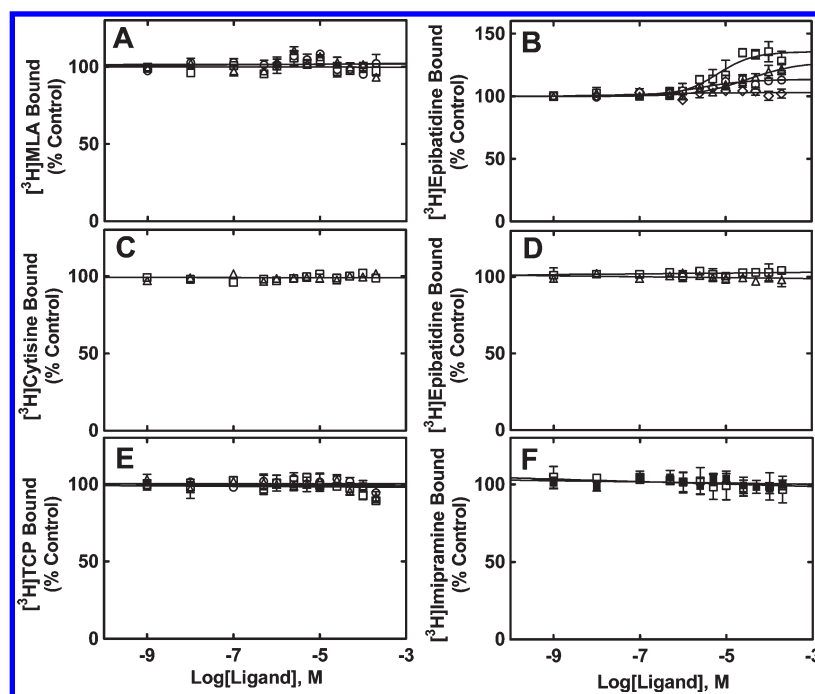 A
[³H]MLA Bound
(% Control)
100
50
0
B
[³H]Epibatidine Bound
(% Control)
150
100
50
0
C
[³H]Cytisine Bound
(% Control)
100
50
0
D
[³H]Epibatidine Bound
(% Control)
100
50
0
E
[³H]TCP Bound
(% Control)
100
50
0
-9 -7 -5 -3
Log[Ligand], M
F
[³H]Imipramine Bound
(% Control)
100
50
0
-9 -7 -5 -3
Log[Ligand], M